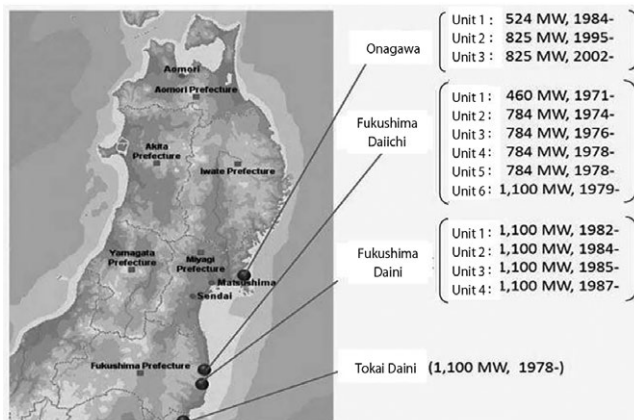 Aomori
Aomori Prefecture
Akita
Prefecture
Iwate Prefecture
Yamagata
Prefecture
Miyagi
Prefecture
Matsushima
Sendai
Fukushima Prefecture
Onagawa
Unit 1 : 524 MW, 1984-
Unit 2 : 825 MW, 1995-
Unit 3 : 825 MW, 2002-
Fukushima
Daiichi
Unit 1 : 460 MW, 1971-
Unit 2 : 784 MW, 1974-
Unit 3 : 784 MW, 1976-
Unit 4 : 784 MW, 1978-
Unit 5 : 784 MW, 1978-
Unit 6 : 1,100 MW, 1979-
Fukushima
Daini
Unit 1 : 1,100 MW, 1982-
Unit 2 : 1,100 MW, 1984-
Unit 3 : 1,100 MW, 1985-
Unit 4 : 1,100 MW, 1987-
Tokai Daini (1,100 MW, 1978-)